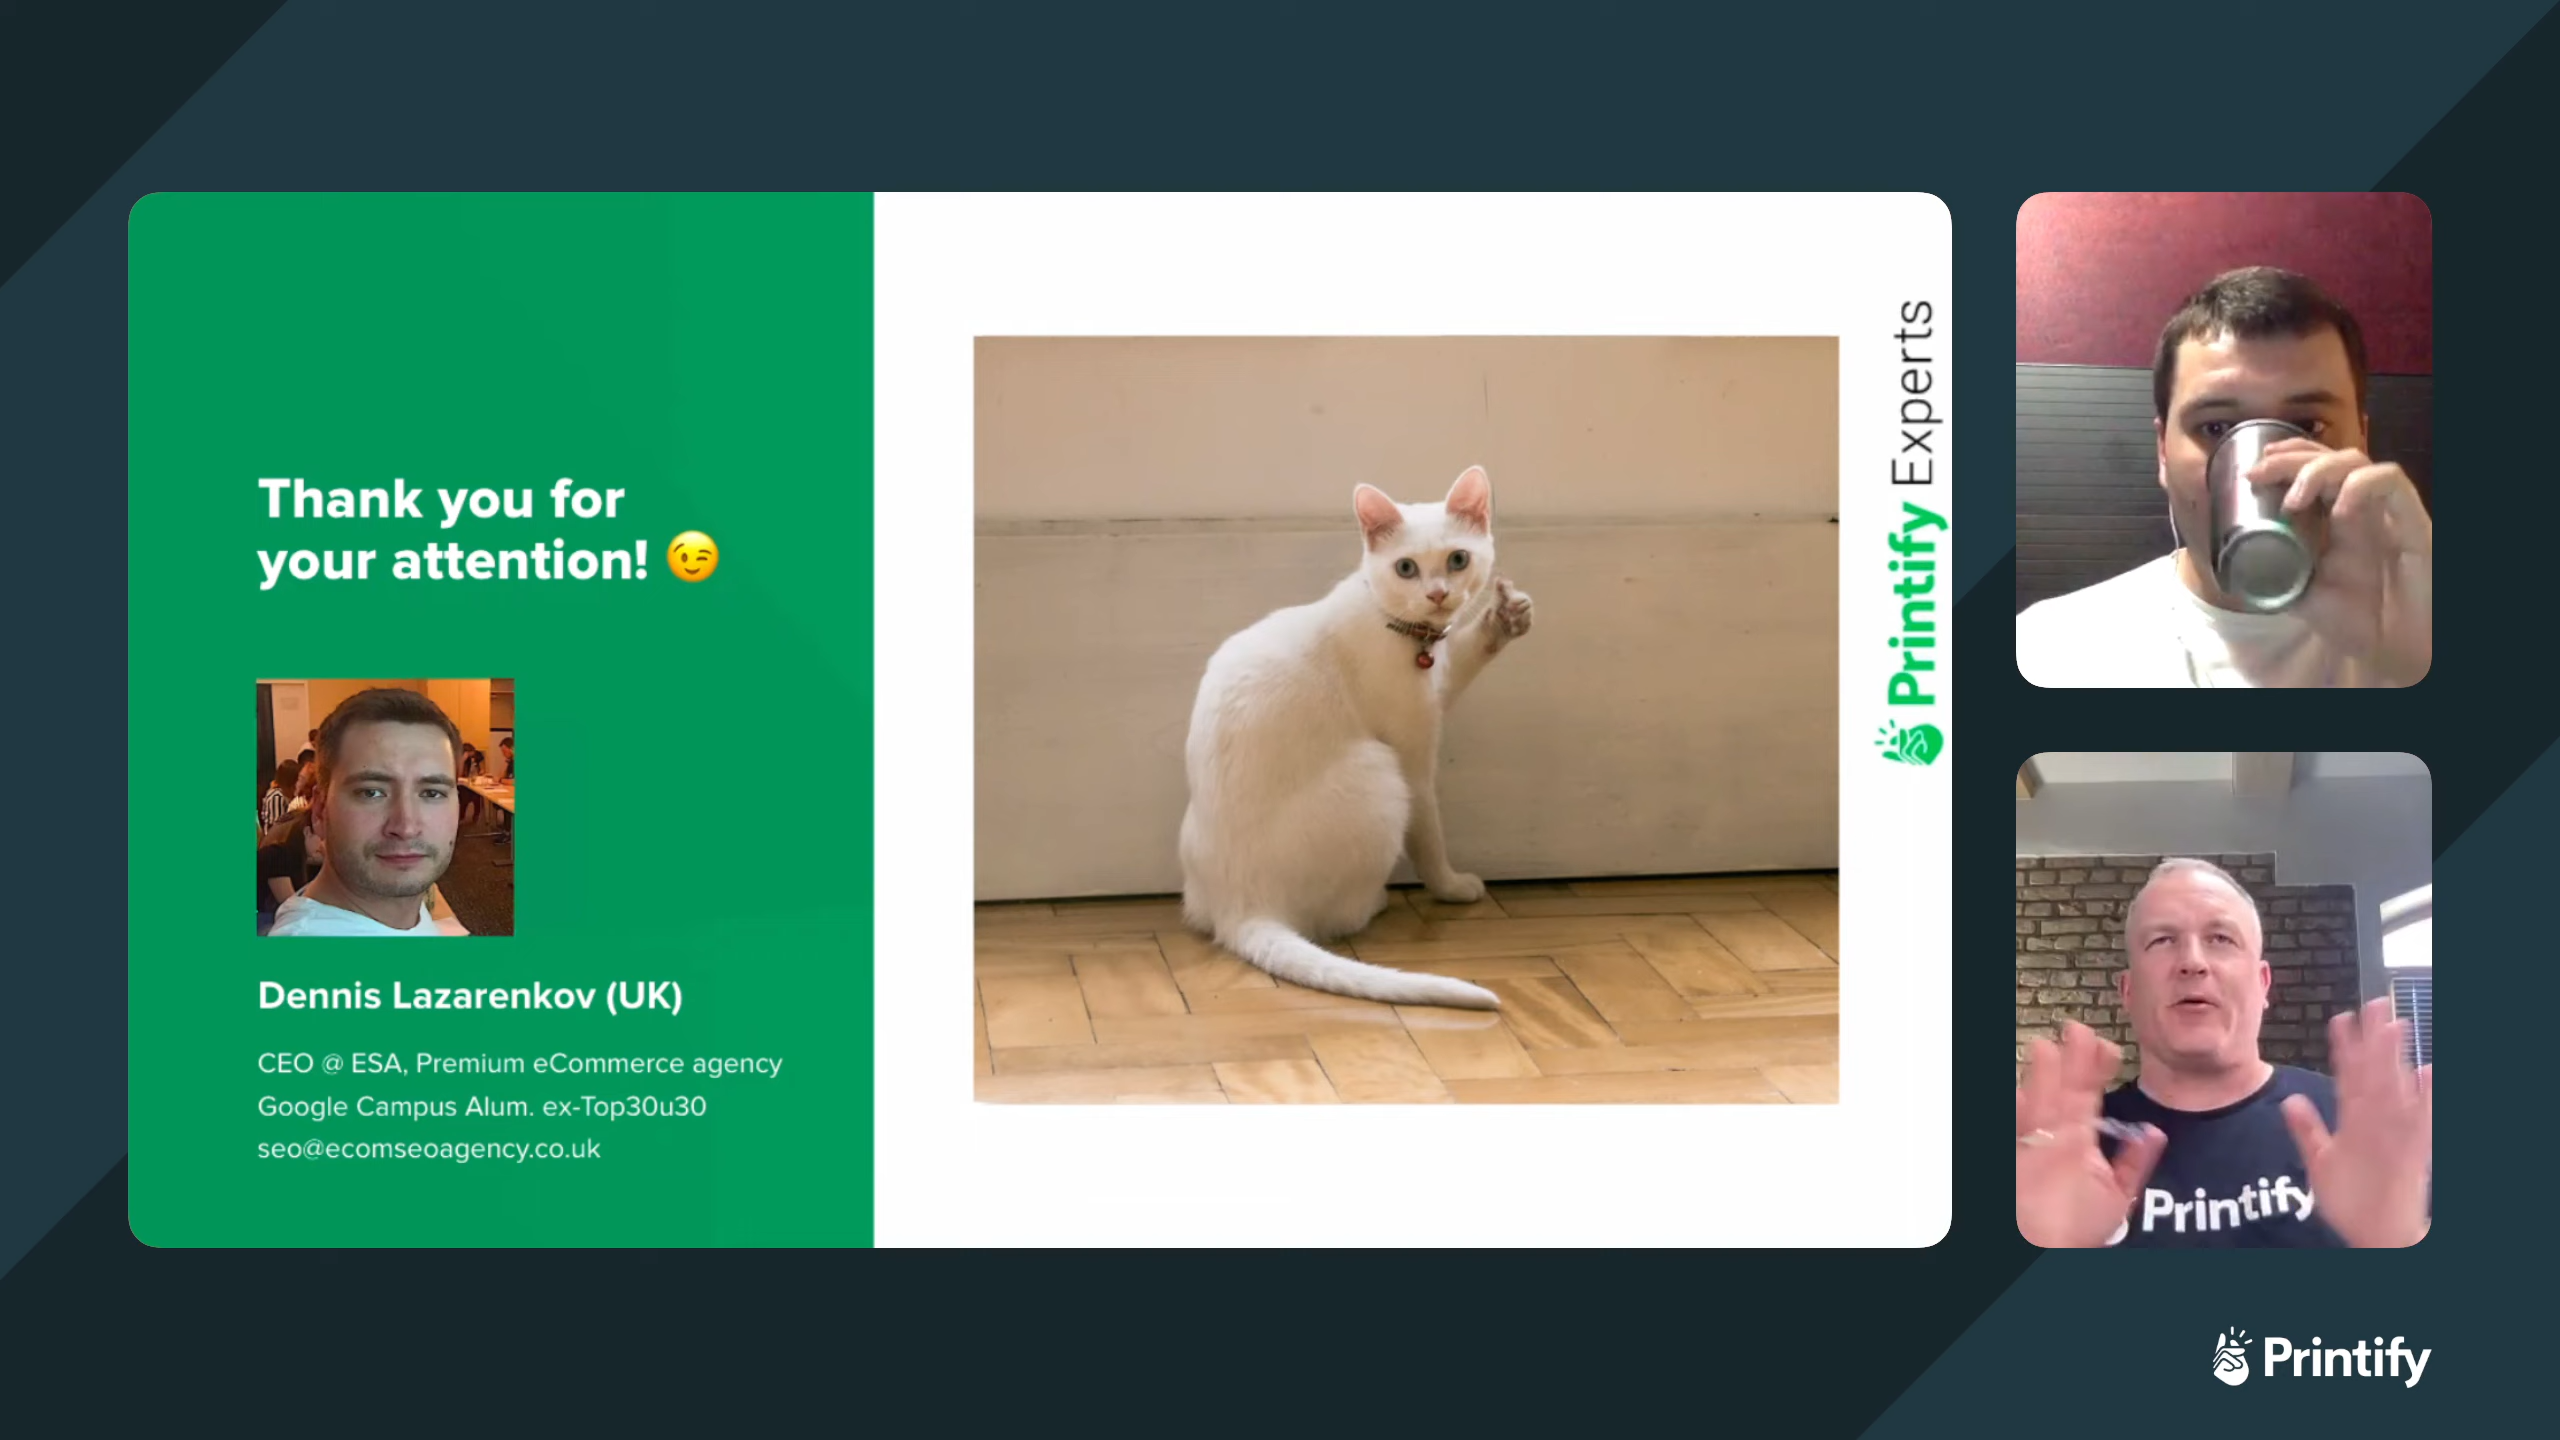 Thank you for
your attention! 😉
Dennis Lazarenkov (UK)
CEO @ ESA, Premium eCommerce agency
Google Campus Alum. ex-Top30u30
seo@ecomseoagency.co.uk
Printify Experts
Printify
Printify